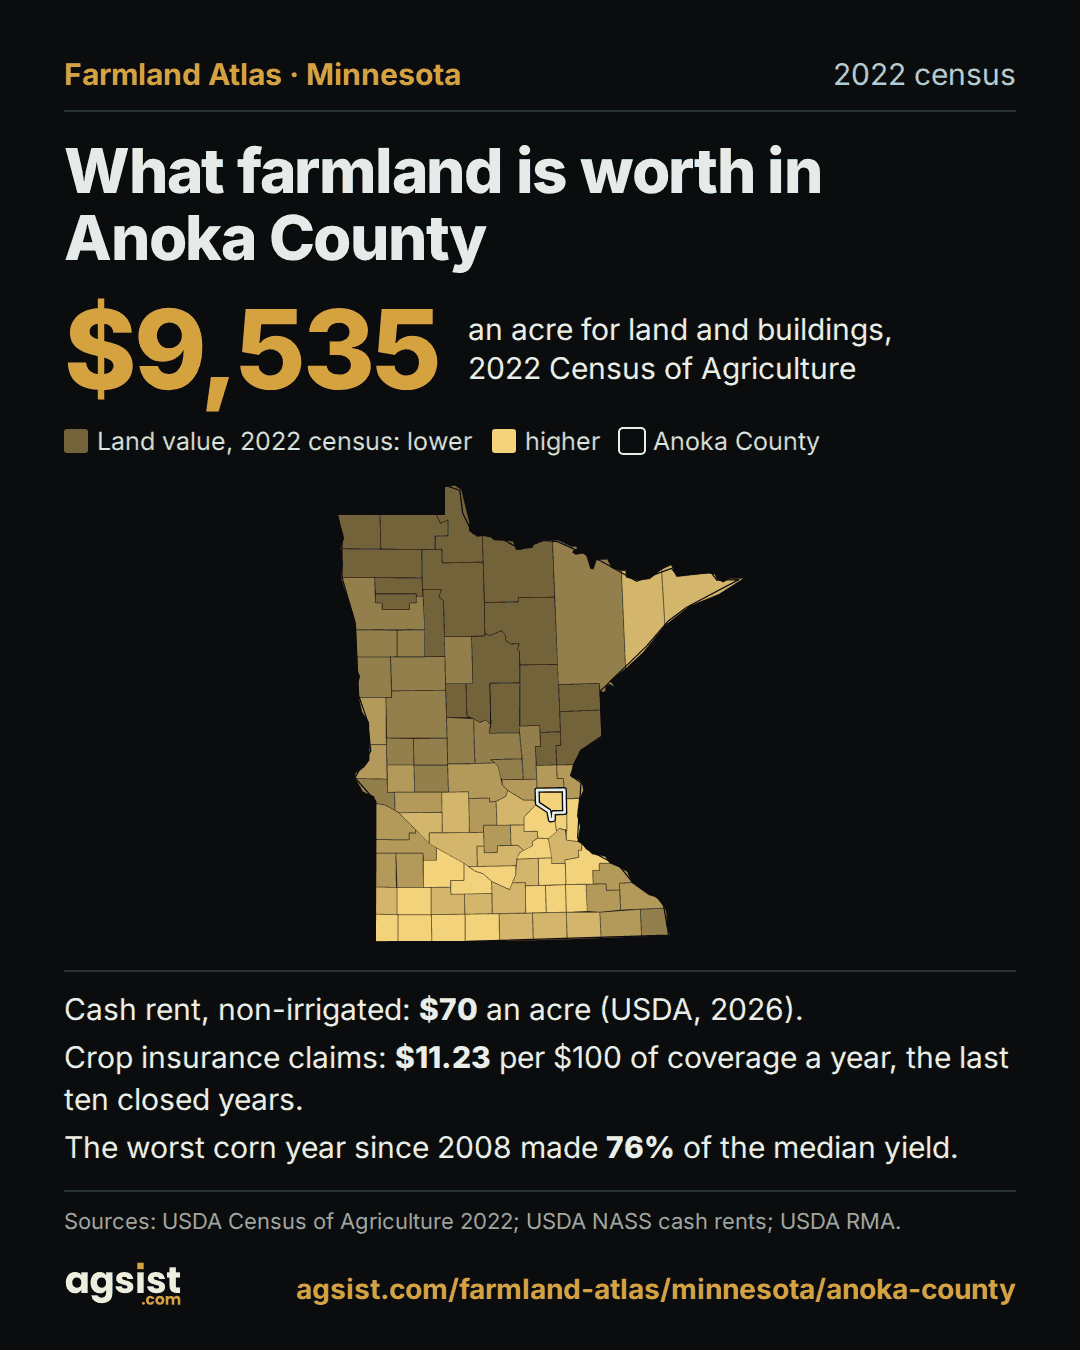 Farmland Atlas · Minnesota
2022 census
What farmland is worth in
Anoka County
$9,535
an acre for land and buildings,
2022 Census of Agriculture
Land value, 2022 census: lower
higher
Anoka County
Cash rent, non-irrigated: $70 an acre (USDA, 2026).
Crop insurance claims: $11.23 per $100 of coverage a year, the last
ten closed years.
The worst corn year since 2008 made 76% of the median yield.
Sources: USDA Census of Agriculture 2022; USDA NASS cash rents; USDA RMA.
agsist
.com
agsist.com/farmland-atlas/minnesota/anoka-county